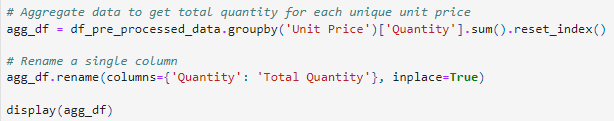 # Aggregate data to get total quantity for each unique unit price
agg_df = df_pre_processed_data.groupby('Unit Price')['Quantity'].sum().reset_index()
# Rename a single column
agg_df.rename(columns={'Quantity': 'Total Quantity'}, inplace=True)
display(agg_df)